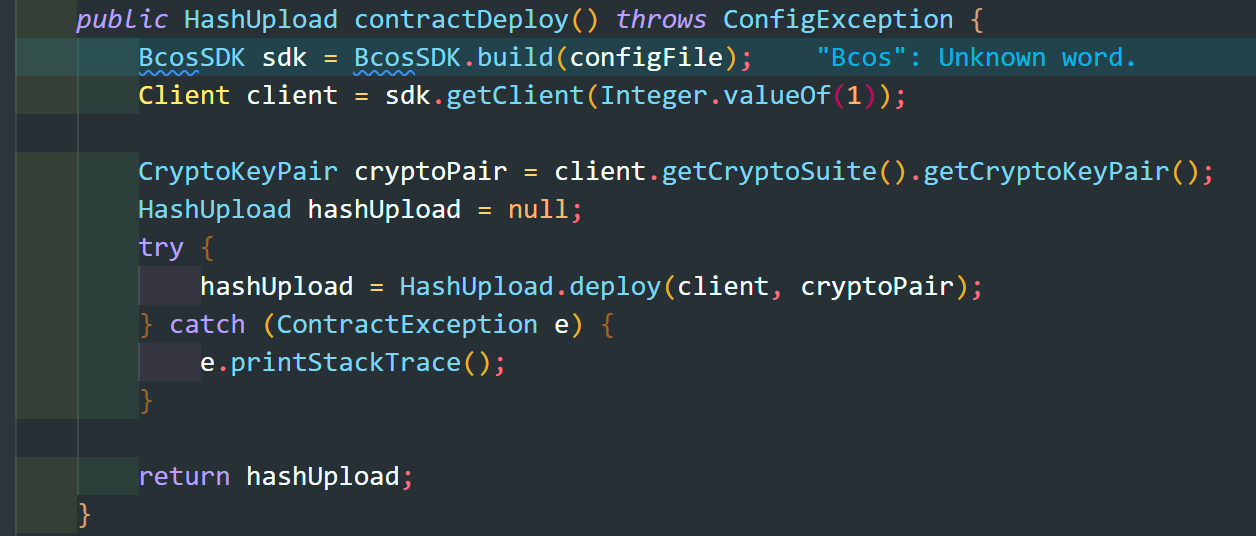 public HashUpload contractDeploy() throws ConfigException {
BcosSDK sdk = BcosSDK.build(configFile);    "Bcos": Unknown word.
Client client = sdk.getClient(Integer.valueOf(1));
CryptoKeyPair cryptoPair = client.getCryptoSuite().getCryptoKeyPair();
HashUpload hashUpload = null;
try {
hashUpload = HashUpload.deploy(client, cryptoPair);
} catch (ContractException e) {
e.printStackTrace();
}
return hashUpload;
}